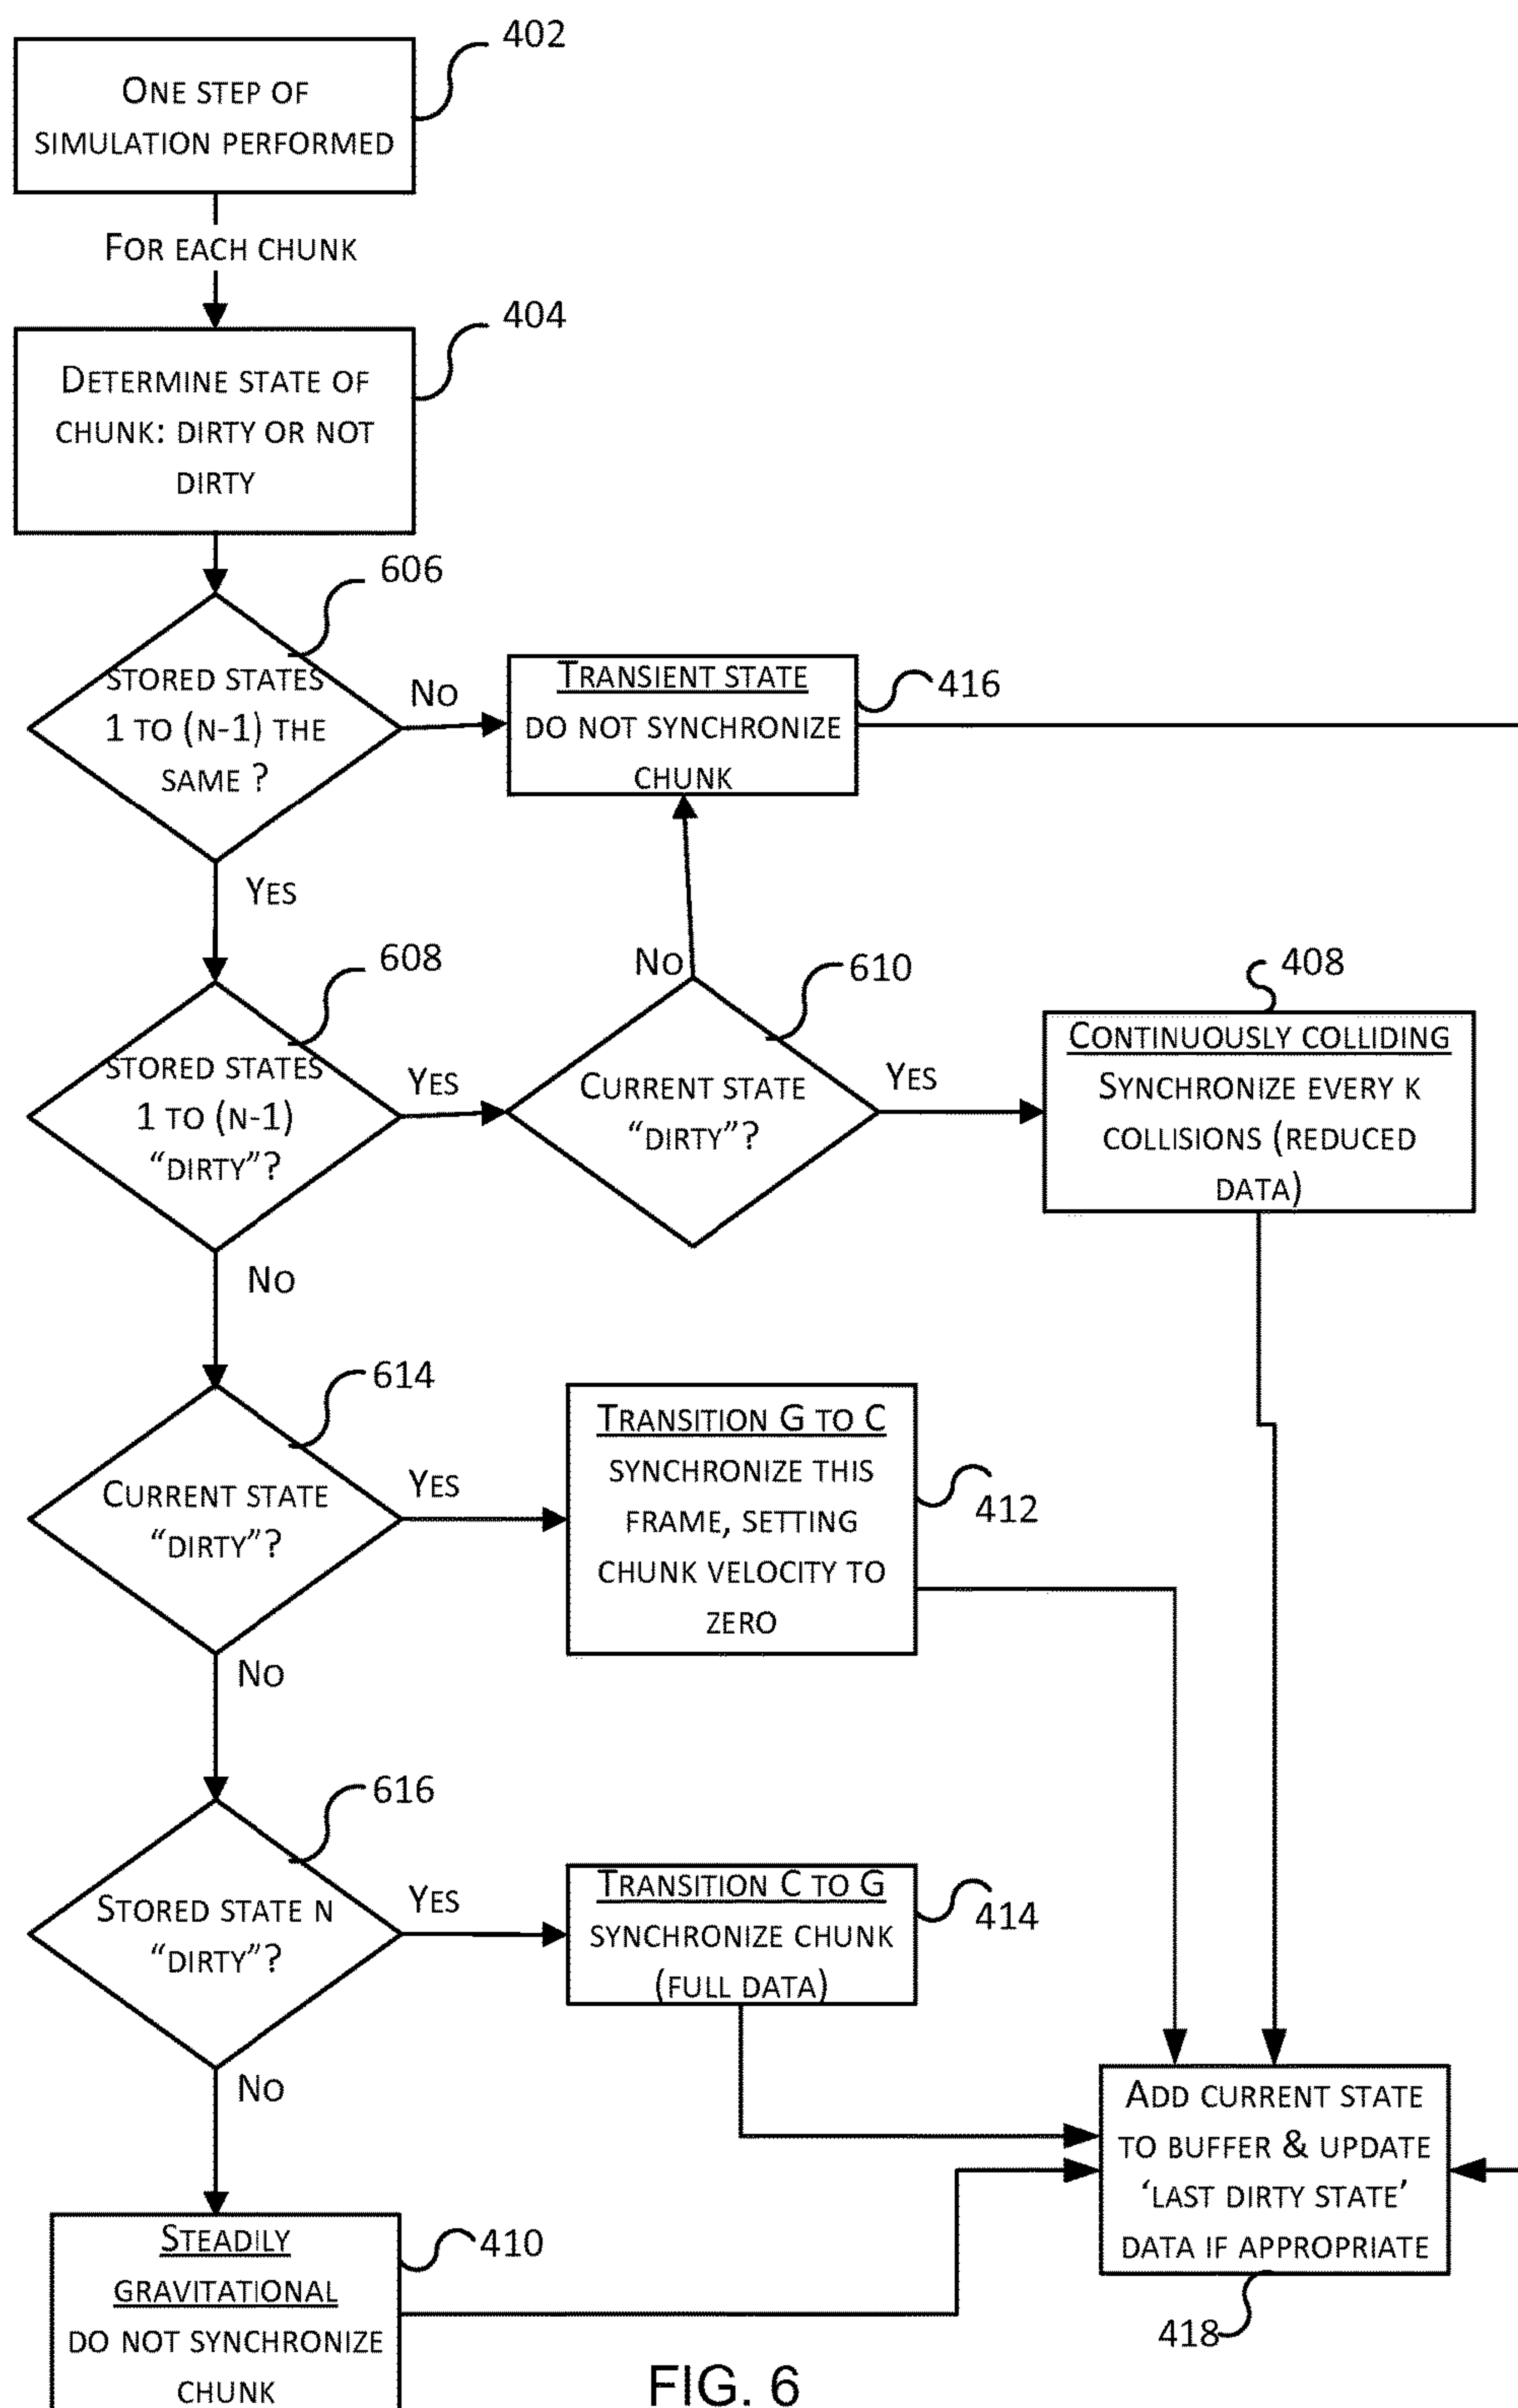 402
ONE STEP OF
SIMULATION PERFORMED
FOR EACH CHUNK
404
DETERMINE STATE OF
CHUNK: DIRTY OR NOT
DIRTY
606
STORED STATES
1 TO (N-1) THE
SAME ?
NO
TRANSIENT STATE
DO NOT SYNCHRONIZE
CHUNK
416
YES
608
STORED STATES
1 TO (N-1)
“DIRTY”?
YES
NO
610
CURRENT STATE
“DIRTY”?
YES
408
CONTINUOUSLY COLLIDING
SYNCHRONIZE EVERY K
COLLISIONS (REDUCED
DATA)
NO
614
CURRENT STATE
“DIRTY”?
YES
TRANSITION G TO C
SYNCHRONIZE THIS
FRAME, SETTING
CHUNK VELOCITY TO
ZERO
412
NO
616
STORED STATE N
“DIRTY”?
YES
TRANSITION C TO G
SYNCHRONIZE CHUNK
(FULL DATA)
414
NO
STEADILY
GRAVITATIONAL
DO NOT SYNCHRONIZE
CHUNK
410
ADD CURRENT STATE
TO BUFFER & UPDATE
‘LAST DIRTY STATE’
DATA IF APPROPRIATE
418
FIG. 6